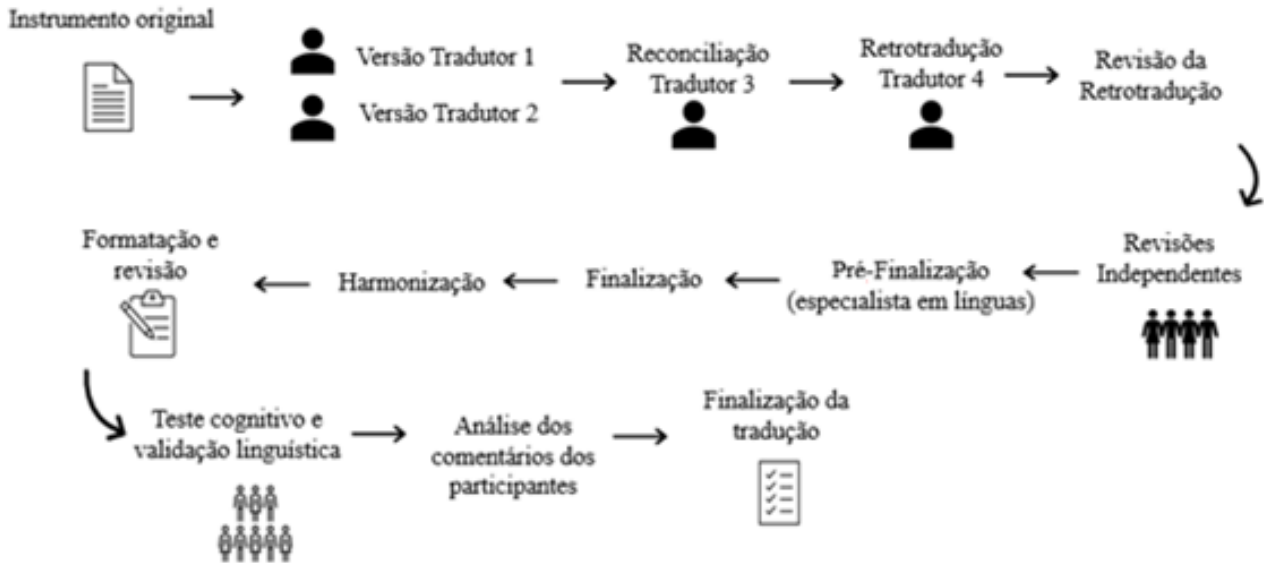 Instrumento original
Versão Tradutor 1
Versão Tradutor 2
Reconciliação
Tradutor 3
Retrotradução
Tradutor 4
Revisão da
Retrotradução
Revisões
Independentes
Pré-Finalização
(especialista em línguas)
Finalização
Harmonização
Formatação e
revisão
Teste cognitivo e
validação linguística
Análise dos
comentários dos
participantes
Finalização da
tradução